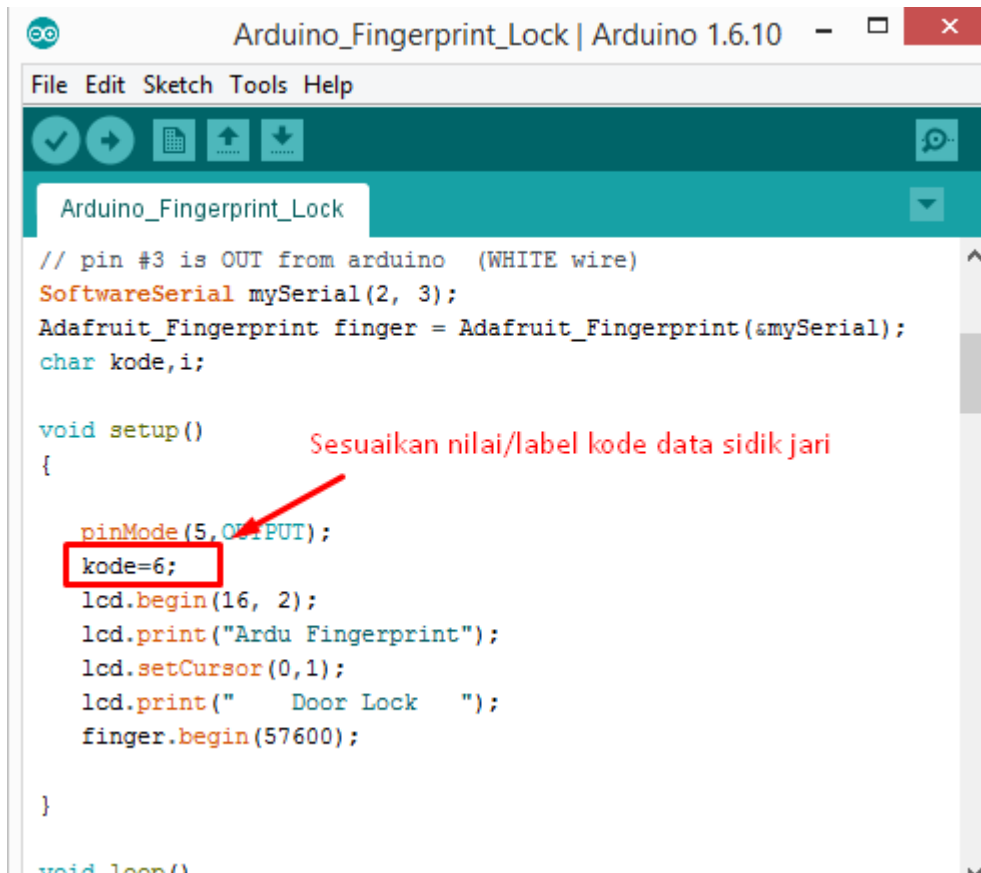 Arduino_Fingerprint_Lock | Arduino 1.6.10
File Edit Sketch Tools Help
Arduino_Fingerprint_Lock
// pin #3 is OUT from arduino  (WHITE wire)
SoftwareSerial mySerial(2, 3);
Adafruit_Fingerprint finger = Adafruit_Fingerprint(&mySerial);
char kode,i;
void setup()
Sesuaikan nilai/label kode data sidik jari
{
pinMode(5,OUTPUT);
kode=6;
lcd.begin(16, 2);
lcd.print("Ardu Fingerprint");
lcd.setCursor(0,1);
lcd.print("    Door Lock   ");
finger.begin(57600);
}
void loop()